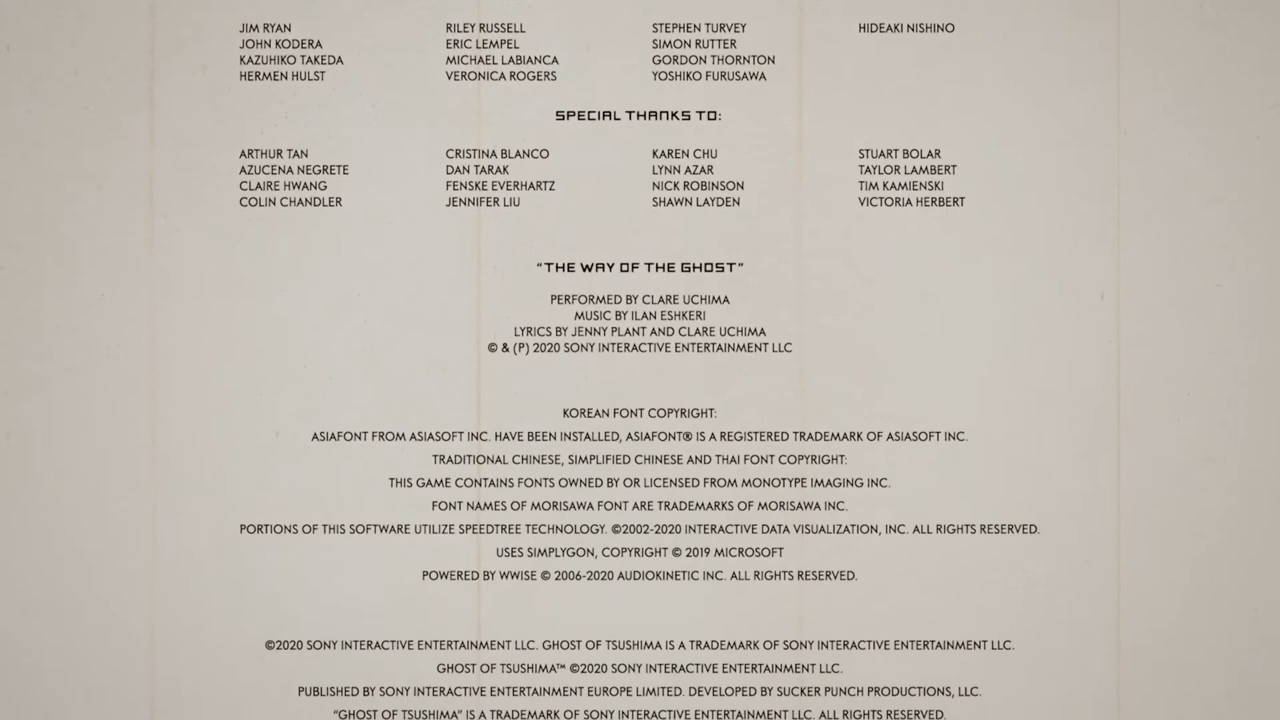 JIM RYAN RILEY RUSSELL STEPHEN TURVEY HIDEAKI NISHINO
JOHN KODERA ERIC LEMPEL SIMON RUTTER
KAZUHIKO TAKEDA MICHAEL LABIANCA GORDON THORNTON
HERMEN HULST VERONICA ROGERS YOSHIKO FURUSAWA
SPECIAL THANKS TO:
ARTHUR TAN CRISTINA BLANCO KAREN CHU STUART BOLAR
AZUCENA NEGRETE DAN TARAK LYNN AZAR TAYLOR LAMBERT
CLAIRE HWANG FENSKE EVERHARTZ NICK ROBINSON TIM KAMIENSKI
COLIN CHANDLER JENNIFER LIU SHAWN LAYDEN VICTORIA HERBERT
"THE WAY OF THE GHOST"
PERFORMED BY CLARE UCHIMA
MUSIC BY ILAN ESHKERI
LYRICS BY JENNY PLANT AND CLARE UCHIMA
© & (P) 2020 SONY INTERACTIVE ENTERTAINMENT LLC
KOREAN FONT COPYRIGHT:
ASIAFONT FROM ASIASOFT INC. HAVE BEEN INSTALLED, ASIAFONT® IS A REGISTERED TRADEMARK OF ASIASOFT INC.
TRADITIONAL CHINESE, SIMPLIFIED CHINESE AND THAI FONT COPYRIGHT:
THIS GAME CONTAINS FONTS OWNED BY OR LICENSED FROM MONOTYPE IMAGING INC.
FONT NAMES OF MORISAWA FONT ARE TRADEMARKS OF MORISAWA INC.
PORTIONS OF THIS SOFTWARE UTILIZE SPEEDTREE TECHNOLOGY. ©2002-2020 INTERACTIVE DATA VISUALIZATION, INC. ALL RIGHTS RESERVED.
USES SIMPLYGON, COPYRIGHT © 2019 MICROSOFT
POWERED BY WWISE © 2006-2020 AUDIOKINETIC INC. ALL RIGHTS RESERVED.
©2020 SONY INTERACTIVE ENTERTAINMENT LLC. GHOST OF TSUSHIMA IS A TRADEMARK OF SONY INTERACTIVE ENTERTAINMENT LLC.
GHOST OF TSUSHIMA™ ©2020 SONY INTERACTIVE ENTERTAINMENT LLC.
PUBLISHED BY SONY INTERACTIVE ENTERTAINMENT EUROPE LIMITED. DEVELOPED BY SUCKER PUNCH PRODUCTIONS, LLC.
"GHOST OF TSUSHIMA" IS A TRADEMARK OF SONY INTERACTIVE ENTERTAINMENT LLC. ALL RIGHTS RESERVED.